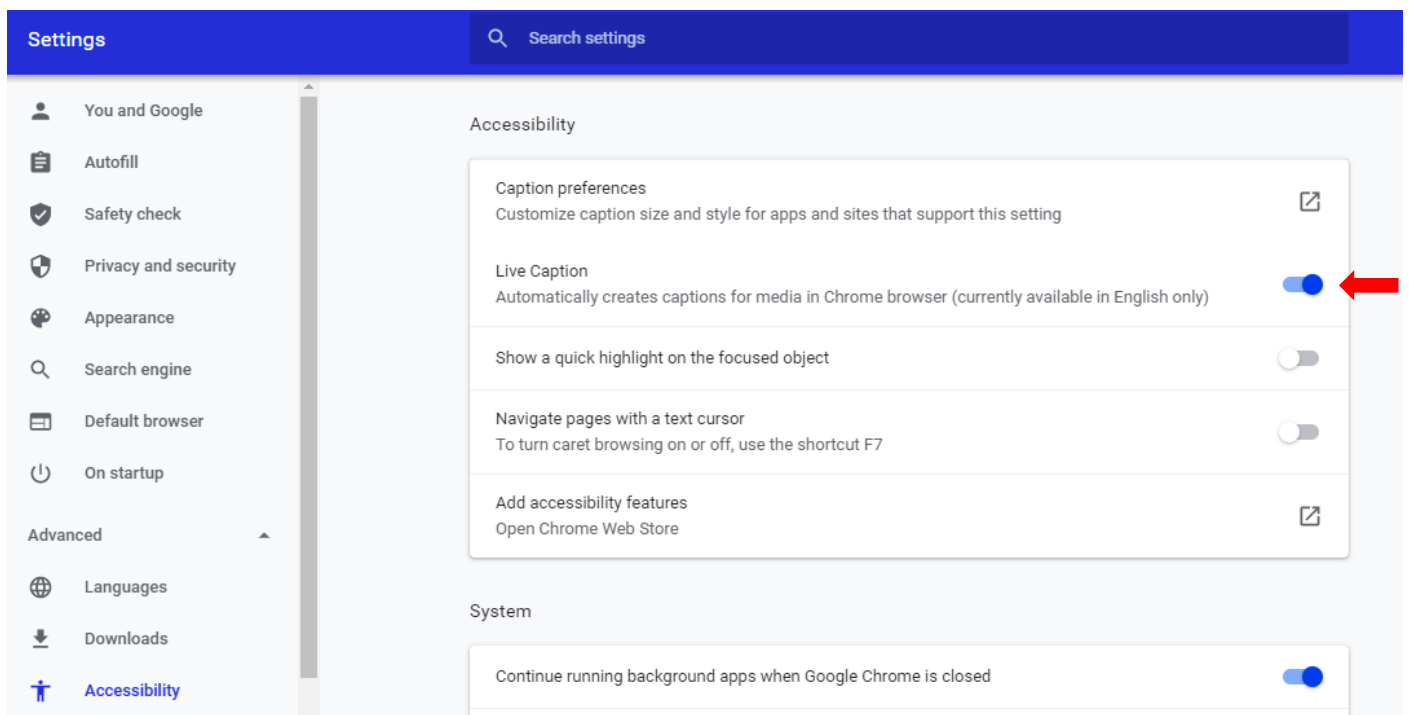 Settings
Search settings
You and Google
Autofill
Safety check
Privacy and security
Appearance
Search engine
Default browser
On startup
Advanced
Languages
Downloads
Accessibility
Accessibility
Caption preferences
Customize caption size and style for apps and sites that support this setting
Live Caption
Automatically creates captions for media in Chrome browser (currently available in English only)
Show a quick highlight on the focused object
Navigate pages with a text cursor
To turn caret browsing on or off, use the shortcut F7
Add accessibility features
Open Chrome Web Store
System
Continue running background apps when Google Chrome is closed